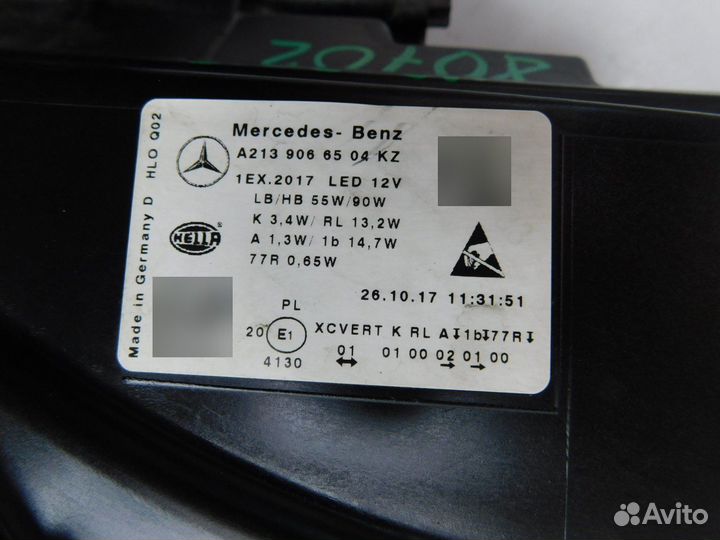 80702
Mercedes- Benz
A213 906 65 04 KZ
1EX.2017 LED 12V
LB/HB 55W/90W
K 3,4W/ RL 13,2W
A 1,3W/ 1b 14,7W
77R 0,65W
HELLA
Made in Germany D HLO Q02
26.10.17 11:31:51
PL
20 E1 XCVERT K RL A↧1b↧77R↧
4130 01 01 00 02 01 00
Avito